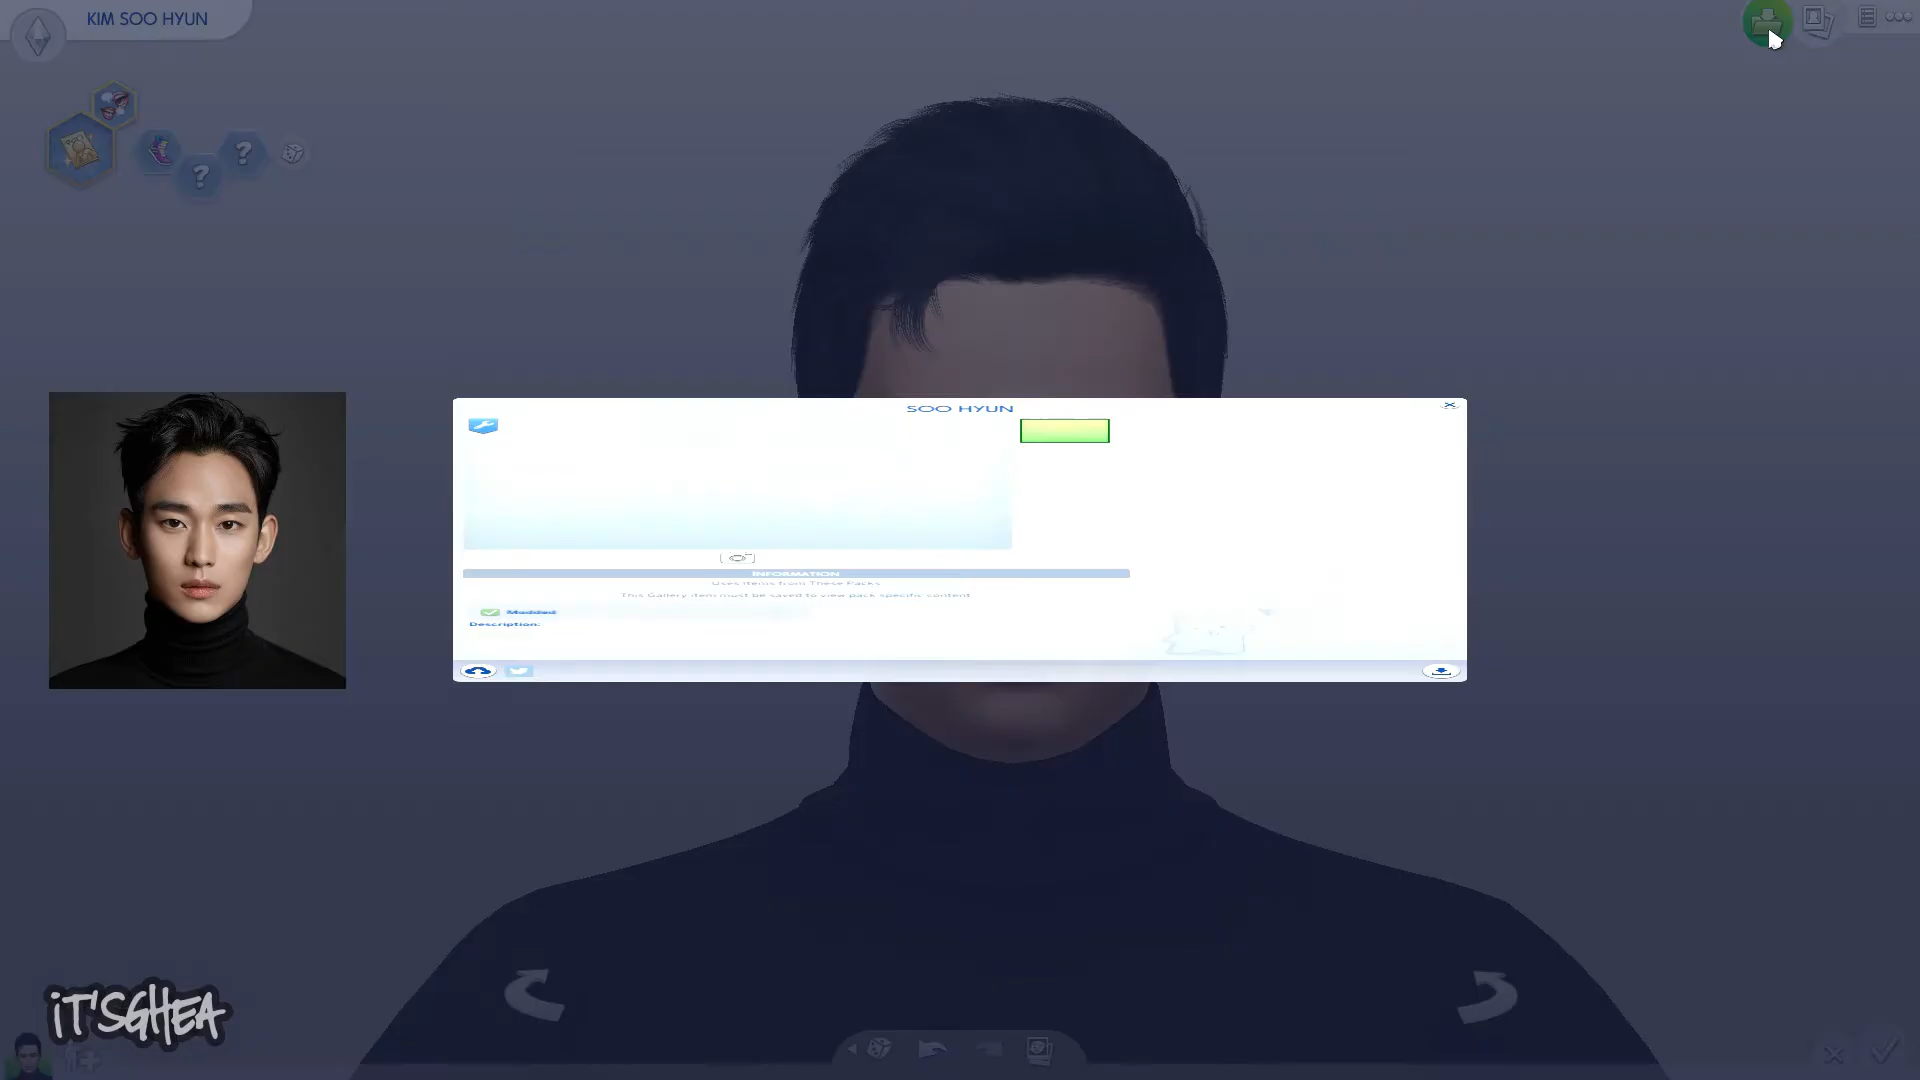 KIM SOO HYUN
SOO HYUN
INFORMATION
Uses Items from These Packs
This Gallery item must be saved to view pack specific content
Modded
Description:
iT'SGHEA